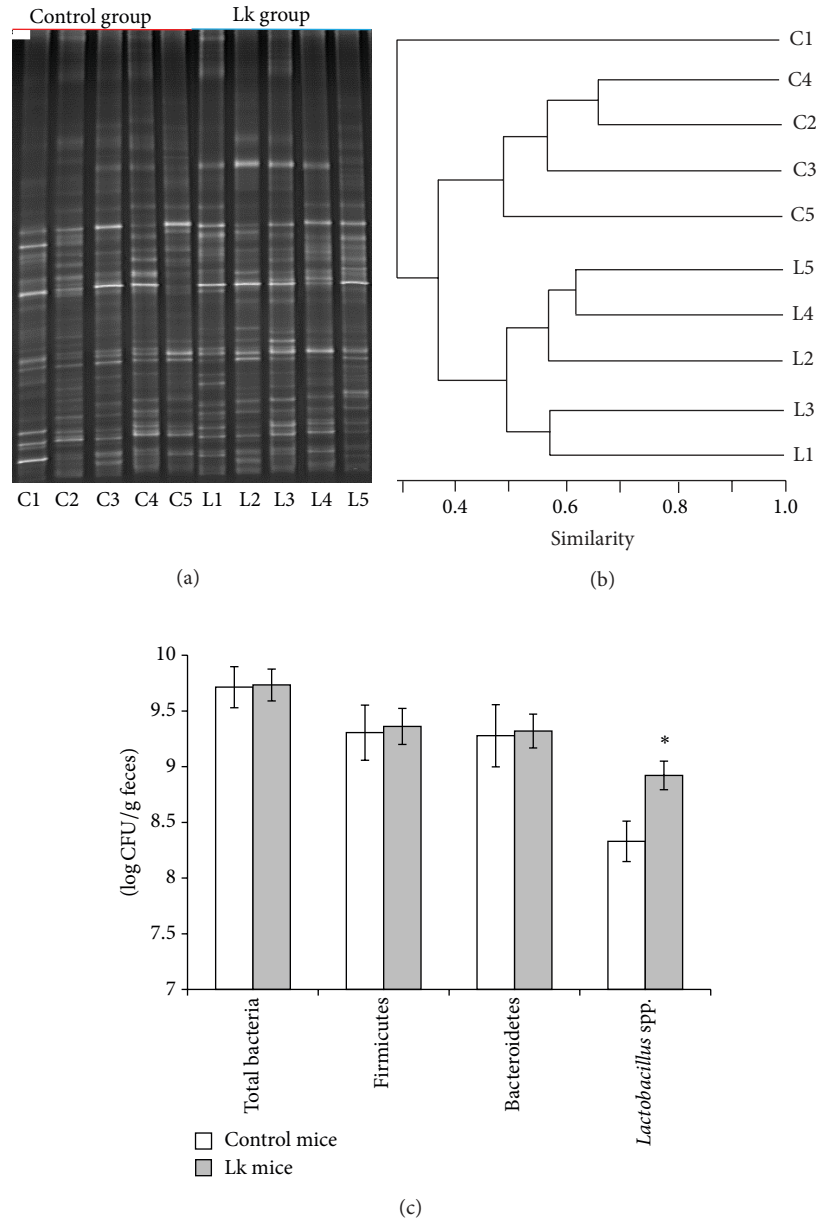 Control group Lk group
C1 C2 C3 C4 C5 L1 L2 L3 L4 L5
(a)
C1
C4
C2
C3
C5
L5
L4
L2
L3
L1
0.4 0.6 0.8 1.0
Similarity
(b)
10
9.5
9
8.5
8
7.5
7
(log CFU/g feces)
*
Total bacteria
Firmicutes
Bacteroidetes
Lactobacillus spp.
Control mice
Lk mice
(c)